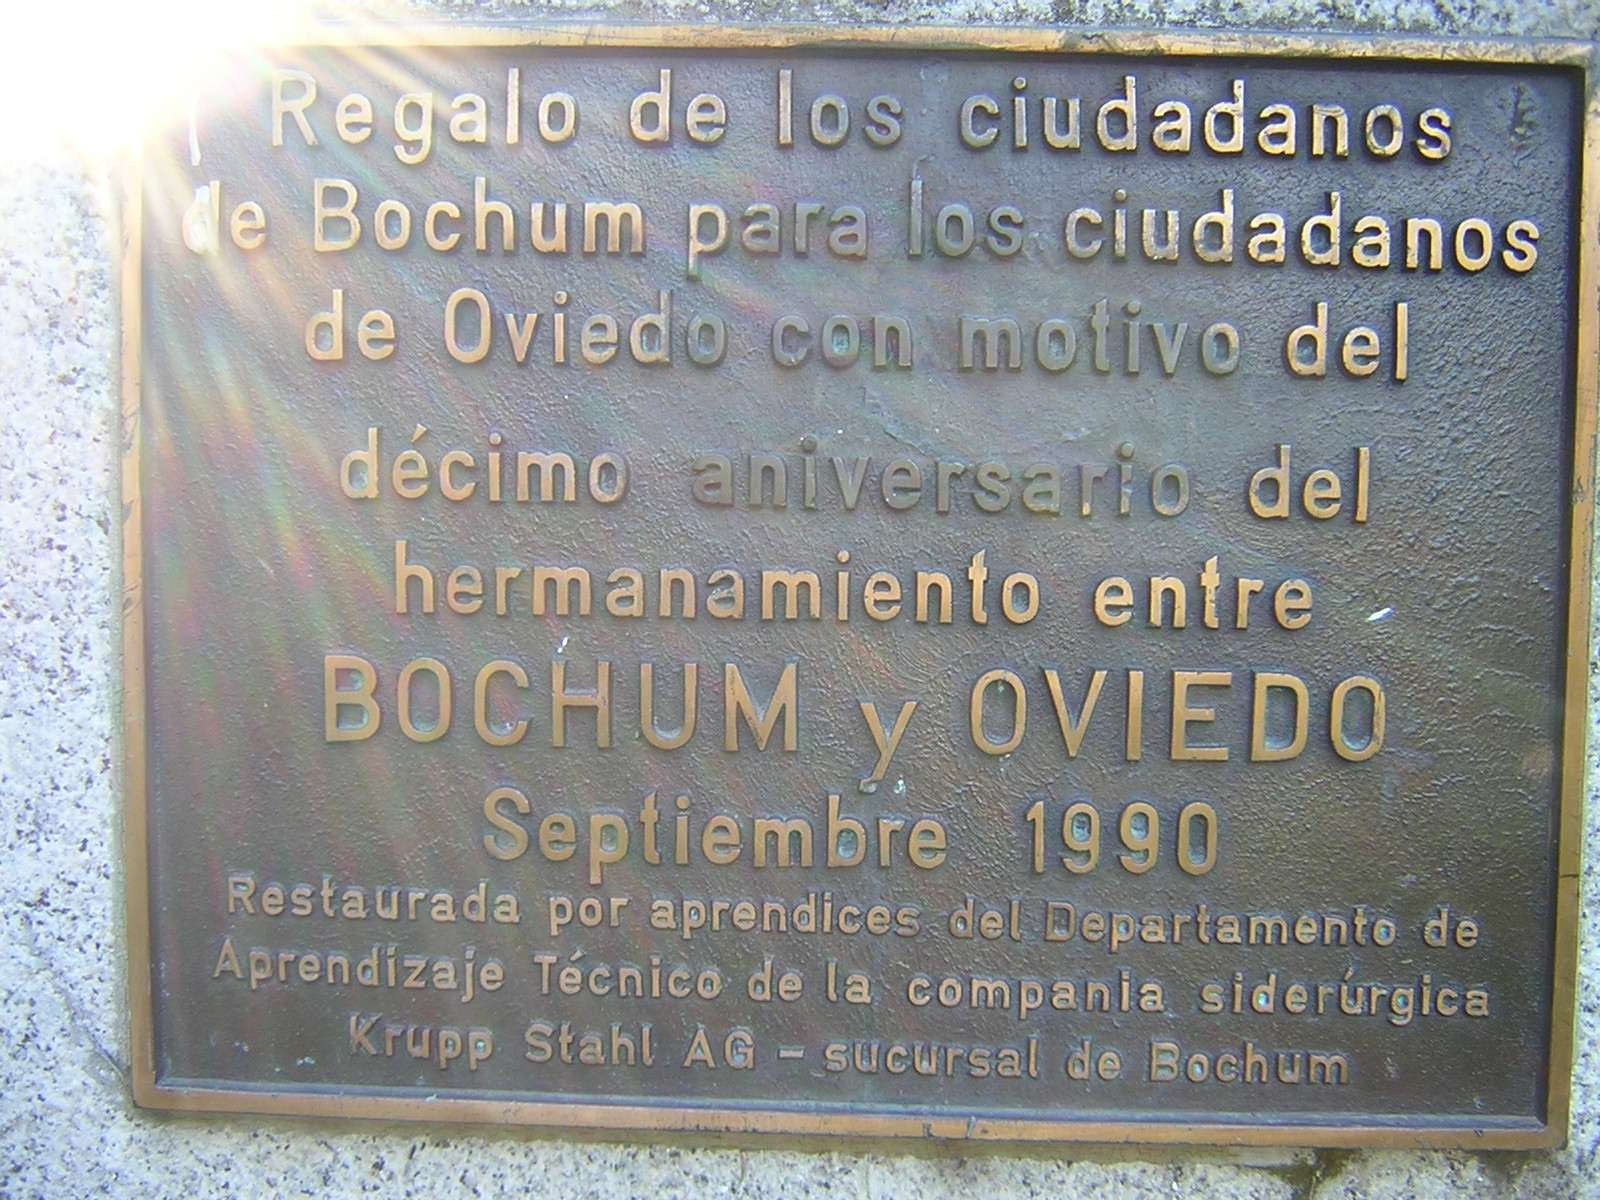 Regalo de los ciudadanos
de Bochum para los ciudadanos
de Oviedo con motivo del
décimo aniversario del
hermanamiento entre
BOCHUM y OVIEDO
Septiembre 1990
Restaurada por aprendices del Departamento de
Aprendizaje Técnico de la compania siderúrgica
Krupp Stahl AG - sucursal de Bochum